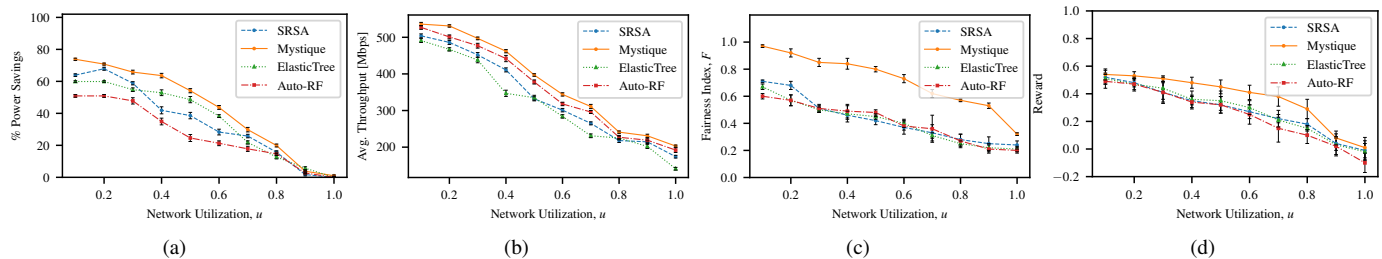 100
80
60
40
20
0
% Power Savings
0.2 0.4 0.6 0.8 1.0
Network Utilization, u
SRSA
Mystique
ElasticTree
Auto-RF
(a)
500
400
300
200
Avg. Throughput [Mbps]
0.2 0.4 0.6 0.8 1.0
Network Utilization, u
SRSA
Mystique
ElasticTree
Auto-RF
(b)
1.0
0.8
0.6
0.4
0.2
0.0
Fairness Index, F
0.2 0.4 0.6 0.8 1.0
Network Utilization, u
SRSA
Mystique
ElasticTree
Auto-RF
(c)
1.0
0.8
0.6
0.4
0.2
0.0
−0.2
Reward
0.2 0.4 0.6 0.8 1.0
Network Utilization, u
SRSA
Mystique
ElasticTree
Auto-RF
(d)